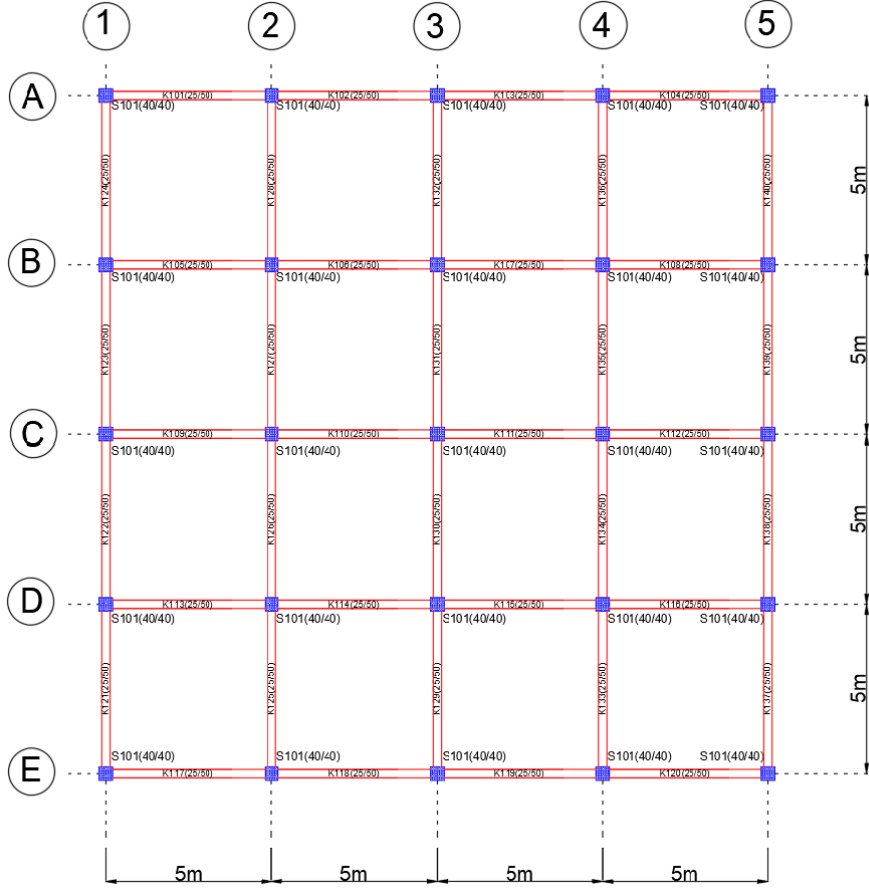 1 2 3 4 5
A
K101(25/50) K102(25/50) K103(25/50) K104(25/50)
S101(40/40) S101(40/40) S101(40/40) S101(40/40) S101(40/40)
K124(25/50) K128(25/50) K132(25/50) K136(25/50) K140(25/50) 5m
B
K105(25/50) K106(25/50) K107(25/50) K108(25/50)
S101(40/40) S101(40/40) S101(40/40) S101(40/40) S101(40/40)
K123(25/50) K127(25/50) K131(25/50) K135(25/50) K139(25/50) 5m
C
K109(25/50) K110(25/50) K111(25/50) K112(25/50)
S101(40/40) S101(40/40) S101(40/40) S101(40/40) S101(40/40)
K122(25/50) K126(25/50) K130(25/50) K134(25/50) K138(25/50) 5m
D
K113(25/50) K114(25/50) K115(25/50) K116(25/50)
S101(40/40) S101(40/40) S101(40/40) S101(40/40) S101(40/40)
K121(25/50) K125(25/50) K129(25/50) K133(25/50) K137(25/50) 5m
S101(40/40) S101(40/40) S101(40/40) S101(40/40) S101(40/40)
E
K117(25/50) K118(25/50) K119(25/50) K120(25/50)
5m 5m 5m 5m